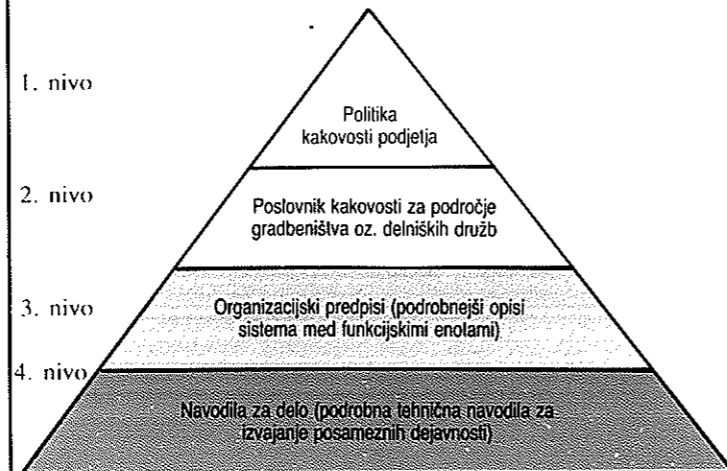 1. nivo
Politika
kakovosti podjetja
2. nivo
Poslovnik kakovosti za področje
gradbeništva oz. delniških družb
3. nivo
Organizacijski predpisi (podrobnejši opisi
sistema med funkcijskimi enotami)
4. nivo
Navodila za delo (podrobna tehnična navodila za
izvajanje posameznih dejavnosti)